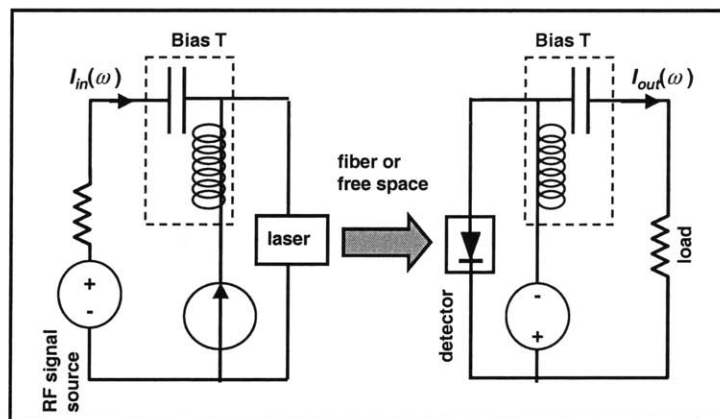 Bias T
I_in(ω)
laser
+
-
RF signal
source
fiber or
free space
Bias T
I_out(ω)
detector
-
+
load